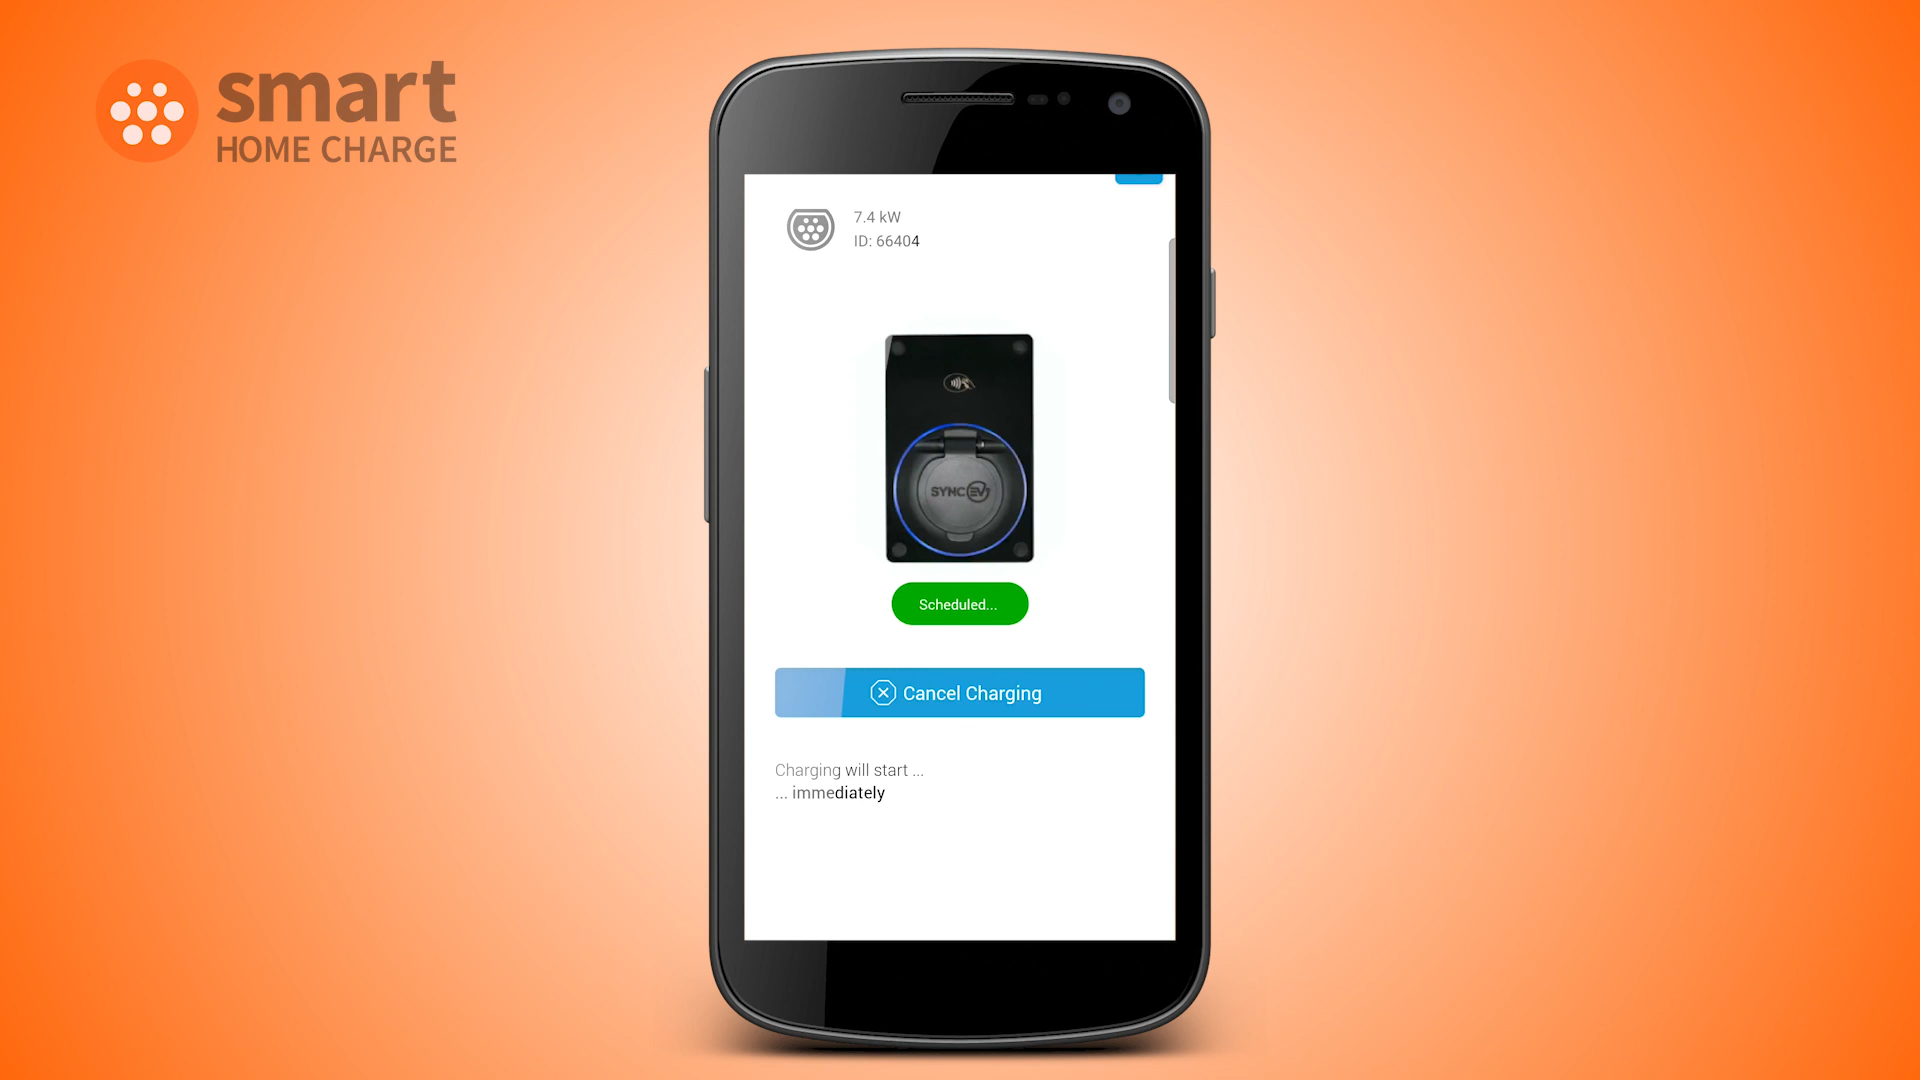 smart
HOME CHARGE
7.4 kW
ID: 66404
SYNC EV
Scheduled...
Cancel Charging
Charging will start ...
... immediately